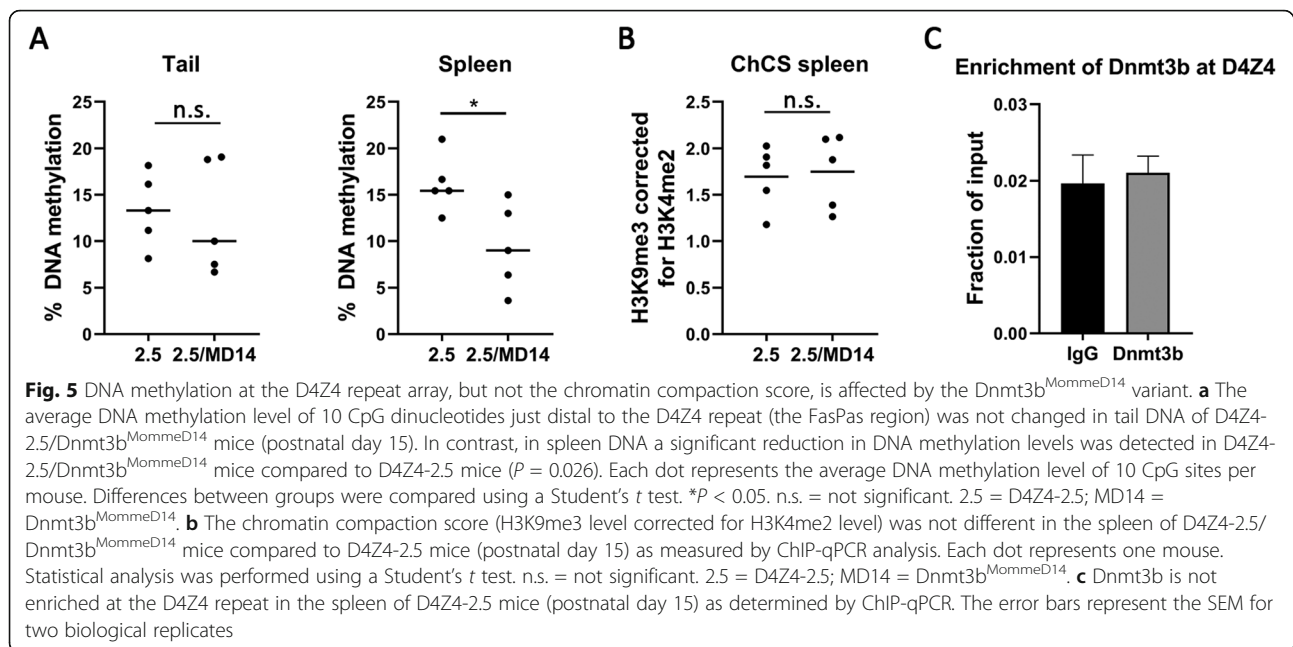 A
B
C
Tail
Spleen
ChCS spleen
Enrichment of Dnmt3b at D4Z4
% DNA methylation
25
20
15
10
5
0
n.s.
2.5 2.5/MD14
% DNA methylation
25
20
15
10
5
0
*
2.5 2.5/MD14
H3K9me3 corrected
for H3K4me2
2.5
2.0
1.5
1.0
0.5
0.0
n.s.
2.5 2.5/MD14
Fraction of input
0.03
0.02
0.01
0.00
IgG Dnmt3b
Fig. 5 DNA methylation at the D4Z4 repeat array, but not the chromatin compaction score, is affected by the Dnmt3b^MommeD14 variant. a The
average DNA methylation level of 10 CpG dinucleotides just distal to the D4Z4 repeat (the FasPas region) was not changed in tail DNA of D4Z4-
2.5/Dnmt3b^MommeD14 mice (postnatal day 15). In contrast, in spleen DNA a significant reduction in DNA methylation levels was detected in D4Z4-
2.5/Dnmt3b^MommeD14 mice compared to D4Z4-2.5 mice (P = 0.026). Each dot represents the average DNA methylation level of 10 CpG sites per
mouse. Differences between groups were compared using a Student's t test. *P < 0.05. n.s. = not significant. 2.5 = D4Z4-2.5; MD14 =
Dnmt3b^MommeD14. b The chromatin compaction score (H3K9me3 level corrected for H3K4me2 level) was not different in the spleen of D4Z4-2.5/
Dnmt3b^MommeD14 mice compared to D4Z4-2.5 mice (postnatal day 15) as measured by ChIP-qPCR analysis. Each dot represents one mouse.
Statistical analysis was performed using a Student's t test. n.s. = not significant. 2.5 = D4Z4-2.5; MD14 = Dnmt3b^MommeD14. c Dnmt3b is not
enriched at the D4Z4 repeat in the spleen of D4Z4-2.5 mice (postnatal day 15) as determined by ChIP-qPCR. The error bars represent the SEM for
two biological replicates